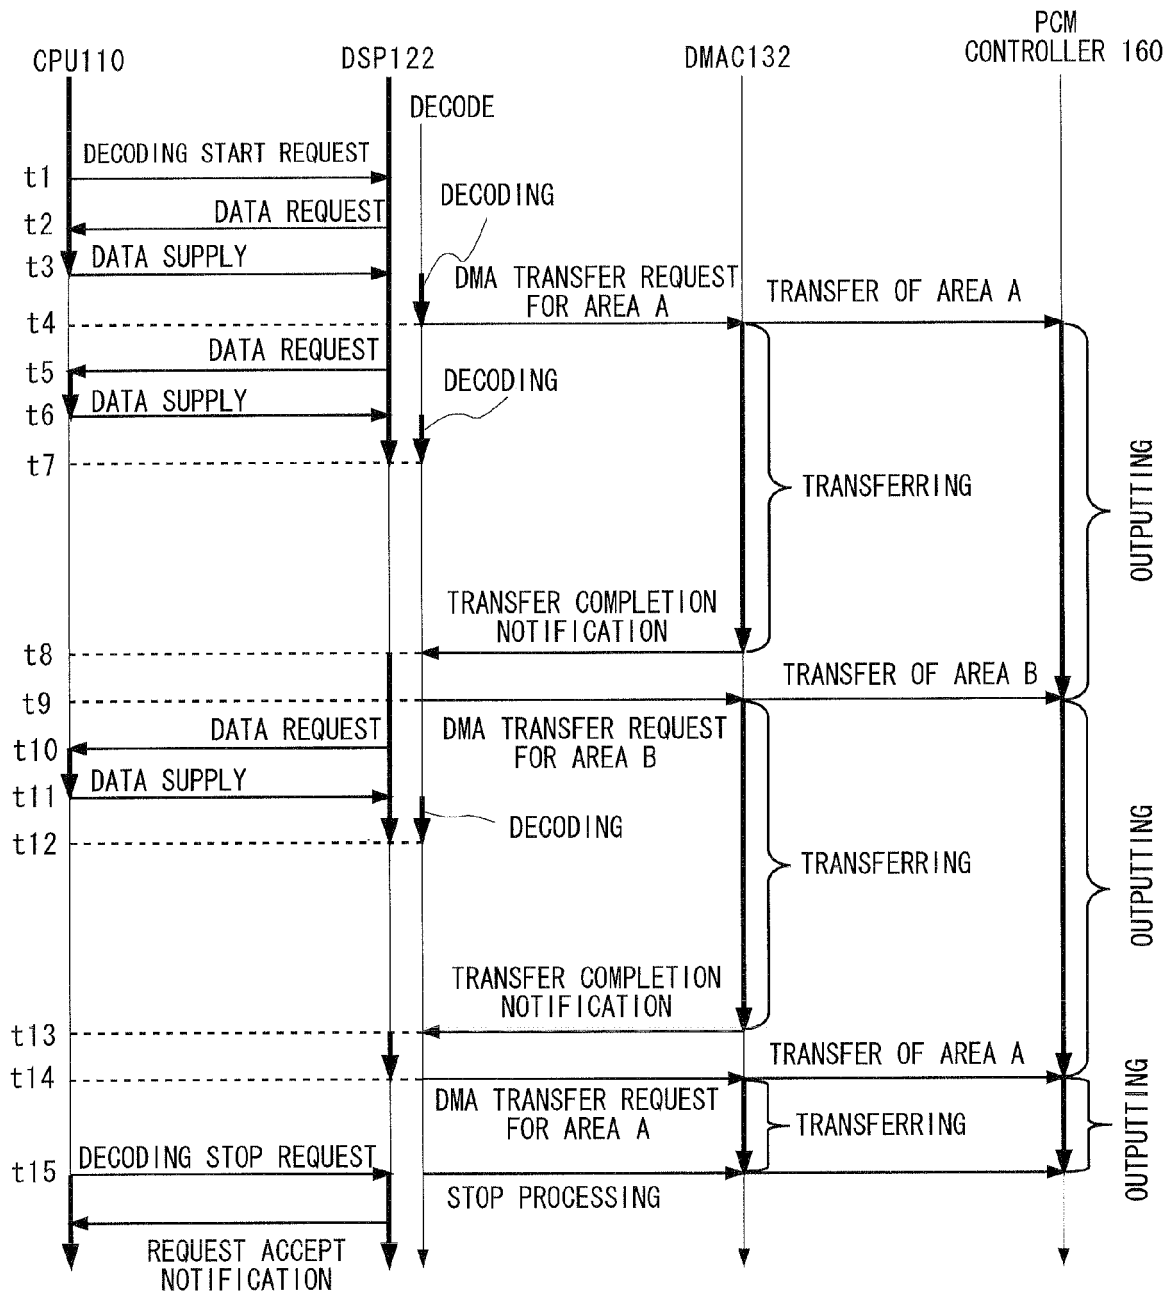 PCM
CPU110
DSP122
DMAC132
CONTROLLER 160
DECODE
DECODING START REQUEST
t1
DECODING
DATA REQUEST
t2
DATA SUPPLY
t3
DMA TRANSFER REQUEST
FOR AREA A
TRANSFER OF AREA A
t4
DATA REQUEST
t5
DECODING
DATA SUPPLY
t6
t7
TRANSFERRING
OUTPUTTING
TRANSFER COMPLETION
NOTIFICATION
t8
TRANSFER OF AREA B
t9
DATA REQUEST
DMA TRANSFER REQUEST
FOR AREA B
t10
DATA SUPPLY
t11
DECODING
t12
TRANSFERRING
OUTPUTTING
TRANSFER COMPLETION
NOTIFICATION
t13
TRANSFER OF AREA A
t14
DMA TRANSFER REQUEST
FOR AREA A
TRANSFERRING
OUTPUTTING
DECODING STOP REQUEST
t15
STOP PROCESSING
REQUEST ACCEPT
NOTIFICATION